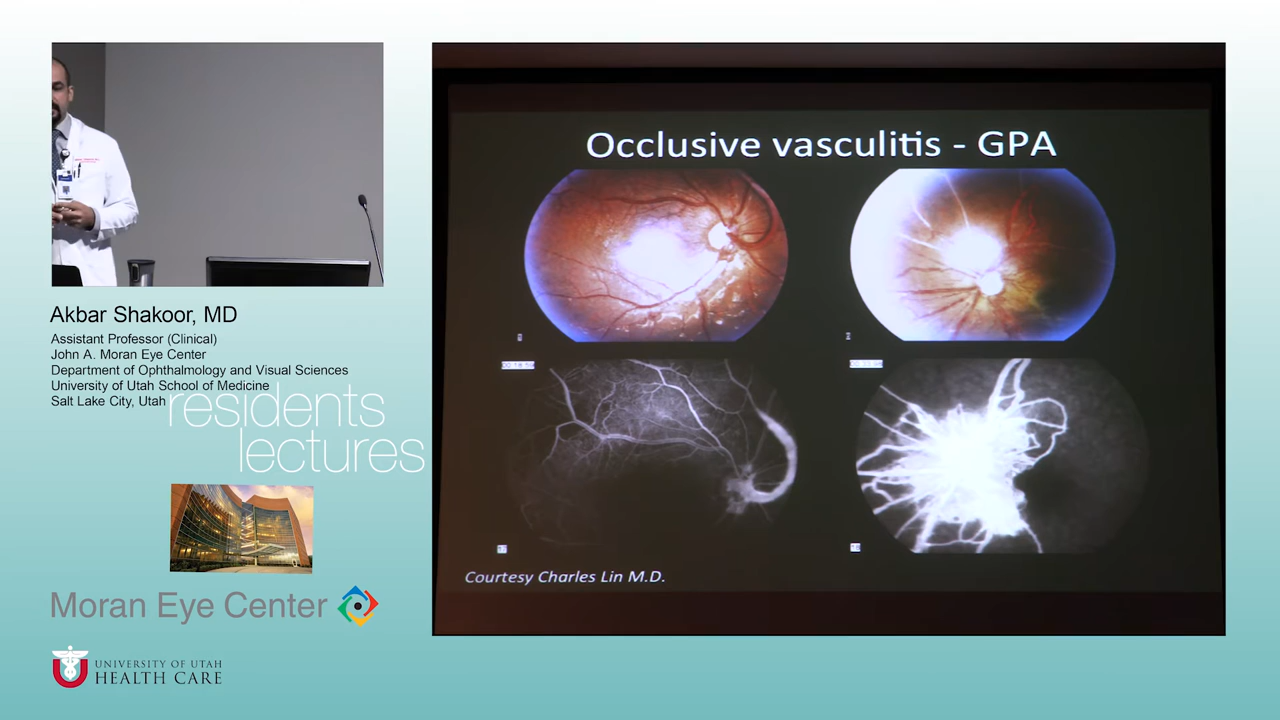 Occlusive vasculitis - GPA
Courtesy Charles Lin M.D.
Akbar Shakoor, MD
Assistant Professor (Clinical)
John A. Moran Eye Center
Department of Ophthalmology and Visual Sciences
University of Utah School of Medicine
Salt Lake City, Utah
residents
lectures
Moran Eye Center
UNIVERSITY OF UTAH
HEALTH CARE